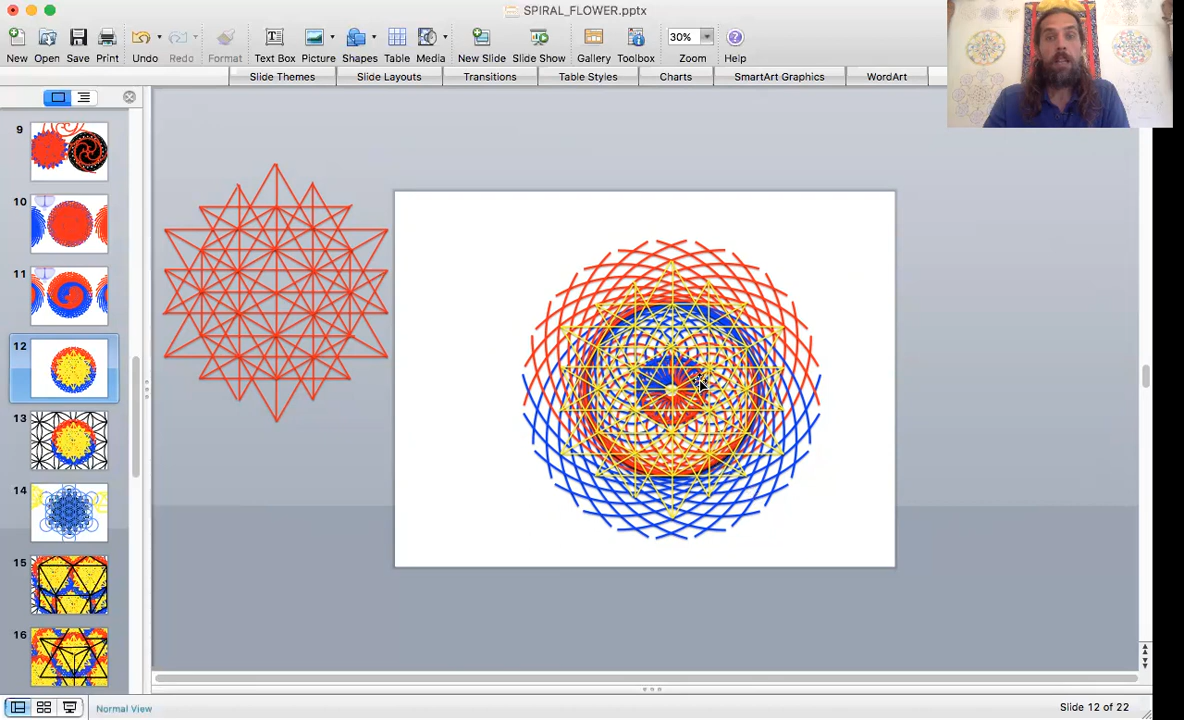 SPIRAL_FLOWER.pptx
30%
New Open Save Print Undo Redo Format Text Box Picture Shapes Table Media New Slide Slide Show Gallery Toolbox Zoom Help
Slide Themes Slide Layouts Transitions Table Styles Charts SmartArt Graphics WordArt
9
10
11
12
13
14
15
16
Normal View Slide 12 of 22